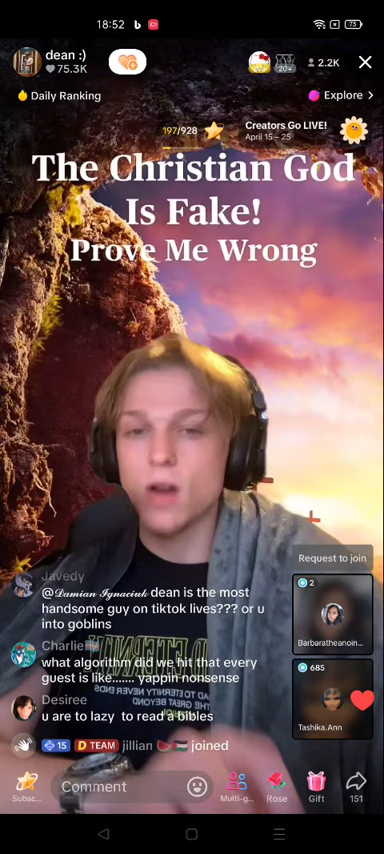 18:52
73
dean :)
75.3K
20+
2.2K
Daily Ranking
Explore
197/928
Creators Go LIVE!
April 15 – 25
The Christian God
Is Fake!
Prove Me Wrong
Request to join
2
Barbaratheanoin...
685
Tashika.Ann
Javedy
@𝓓𝓪𝓶𝓲𝓪𝓷 𝓘𝓰𝓷𝓪𝓬𝓲𝓾𝓴 dean is the most
handsome guy on tiktok lives??? or u
into goblins
Charlie
what algorithm did we hit that every
guest is like....... yappin nonsense
Desiree
u are to lazy to read a bibles
15 D TEAM jillian 🍉🇵🇸 joined
Subsc...
Comment
Multi-g...
Rose
Gift
151